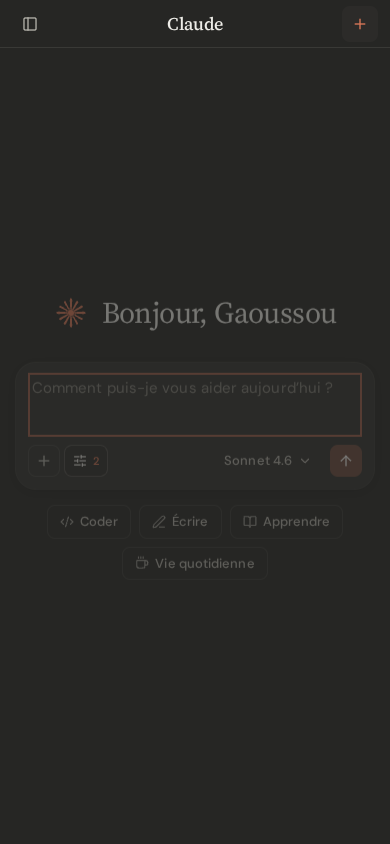 Claude
Bonjour, Gaoussou
Comment puis-je vous aider aujourd'hui ?
2
Sonnet 4.6
Coder
Écrire
Apprendre
Vie quotidienne